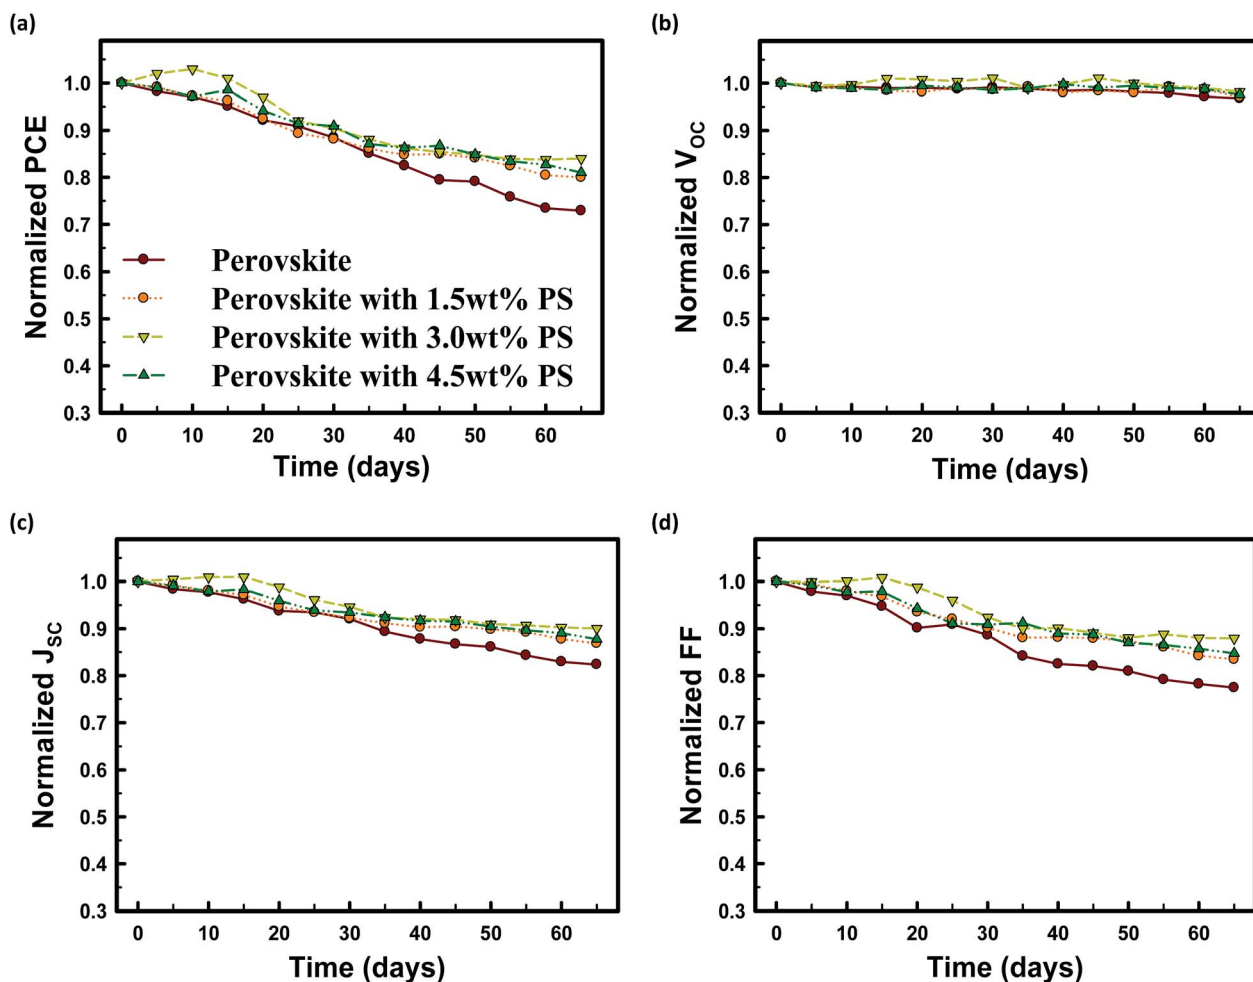 (a)
Normalized PCE
1.0
0.9
0.8
0.7
0.6
0.5
0.4
0.3
Perovskite
Perovskite with 1.5wt% PS
Perovskite with 3.0wt% PS
Perovskite with 4.5wt% PS
0 10 20 30 40 50 60
Time (days)
(b)
Normalized VOC
1.0
0.9
0.8
0.7
0.6
0.5
0.4
0.3
0 10 20 30 40 50 60
Time (days)
(c)
Normalized JSC
1.0
0.9
0.8
0.7
0.6
0.5
0.4
0.3
0 10 20 30 40 50 60
Time (days)
(d)
Normalized FF
1.0
0.9
0.8
0.7
0.6
0.5
0.4
0.3
0 10 20 30 40 50 60
Time (days)